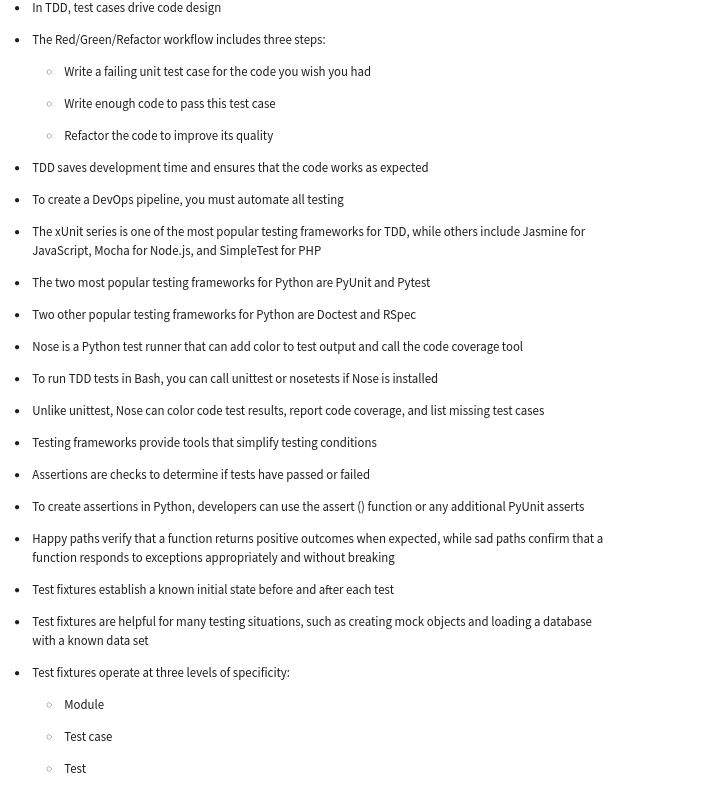 In TDD, test cases drive code design
The Red/Green/Refactor workflow includes three steps:
Write a failing unit test case for the code you wish you had
Write enough code to pass this test case
Refactor the code to improve its quality
TDD saves development time and ensures that the code works as expected
To create a DevOps pipeline, you must automate all testing
The xUnit series is one of the most popular testing frameworks for TDD, while others include Jasmine for
JavaScript, Mocha for Node.js, and SimpleTest for PHP
The two most popular testing frameworks for Python are PyUnit and Pytest
Two other popular testing frameworks for Python are Doctest and RSpec
Nose is a Python test runner that can add color to test output and call the code coverage tool
To run TDD tests in Bash, you can call unittest or nosetests if Nose is installed
Unlike unittest, Nose can color code test results, report code coverage, and list missing test cases
Testing frameworks provide tools that simplify testing conditions
Assertions are checks to determine if tests have passed or failed
To create assertions in Python, developers can use the assert () function or any additional PyUnit asserts
Happy paths verify that a function returns positive outcomes when expected, while sad paths confirm that a
function responds to exceptions appropriately and without breaking
Test fixtures establish a known initial state before and after each test
Test fixtures are helpful for many testing situations, such as creating mock objects and loading a database
with a known data set
Test fixtures operate at three levels of specificity:
Module
Test case
Test